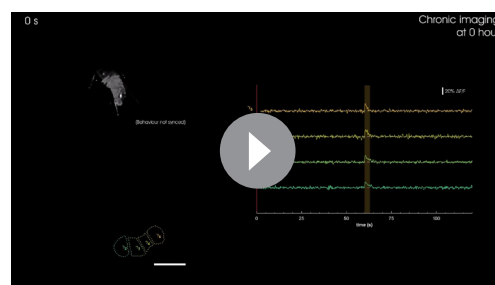 0 s
Chronic imaging
at 0 hou
(Behaviour not synced)
20% ΔF/F
0
25
50
75
100
time (s)